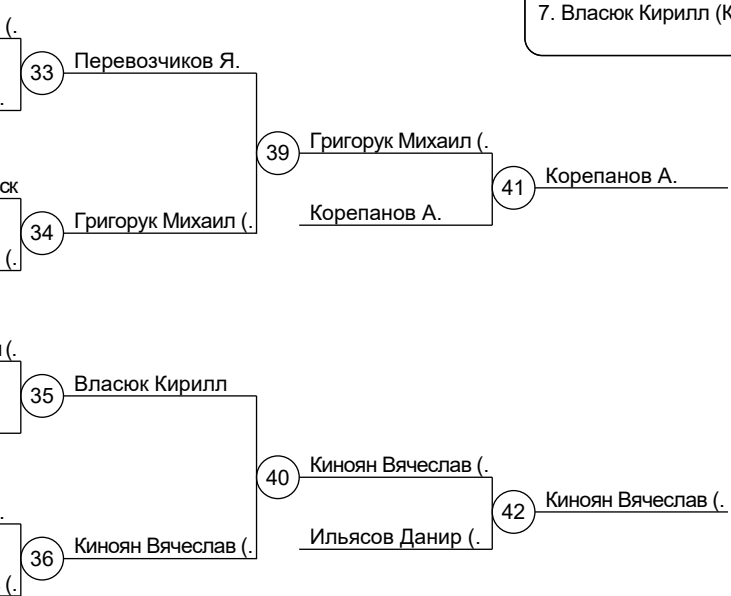 7. Власюк Кирилл (К
(.
33
Перевозчиков Я.
.
39
Григорук Михаил (.
41
Корепанов А.
ск
Корепанов А.
34
Григорук Михаил (.
(.
(.
35
Власюк Кирилл
40
Киноян Вячеслав (.
42
Киноян Вячеслав (.
.
Ильясов Данир (.
36
Киноян Вячеслав (.
(.